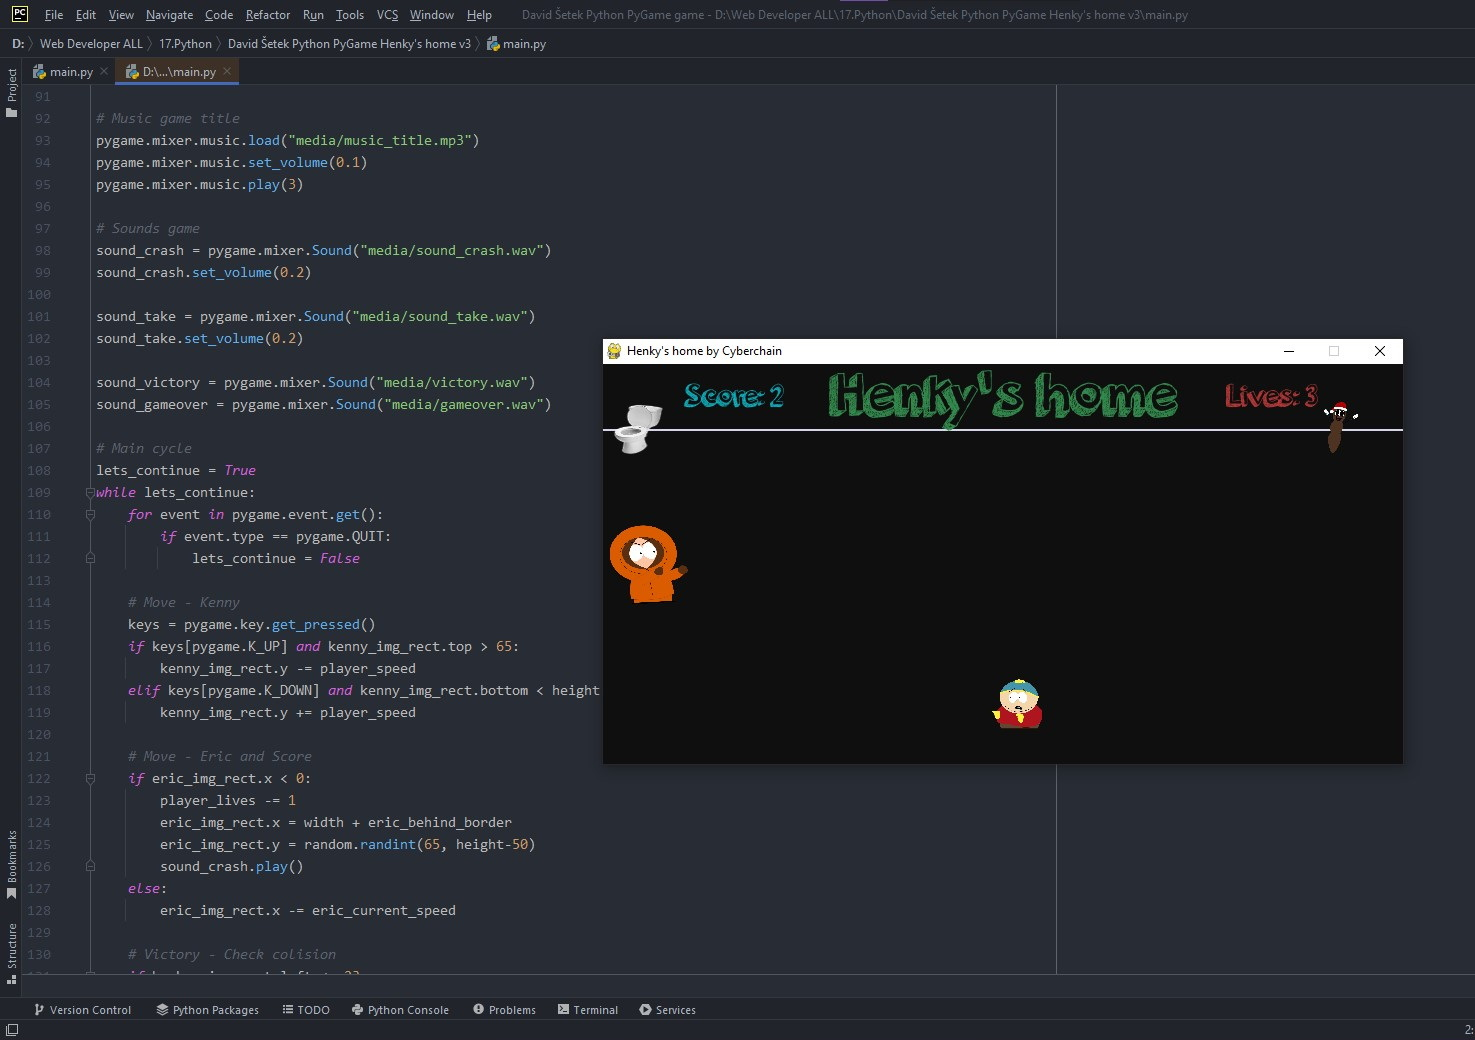 PC File Edit View Navigate Code Refactor Run Tools VCS Window Help David Šetek Python PyGame game - D:\Web Developer ALL\17.Python\David Šetek Python PyGame Henky's home v3\main.py
D: Web Developer ALL 17.Python David Šetek Python PyGame Henky's home v3 main.py
main.py D:\...\main.py
Project
91
92 # Music game title
93 pygame.mixer.music.load("media/music_title.mp3")
94 pygame.mixer.music.set_volume(0.1)
95 pygame.mixer.music.play(3)
96
97 # Sounds game
98 sound_crash = pygame.mixer.Sound("media/sound_crash.wav")
99 sound_crash.set_volume(0.2)
100
101 sound_take = pygame.mixer.Sound("media/sound_take.wav")
102 sound_take.set_volume(0.2)
103
104 sound_victory = pygame.mixer.Sound("media/victory.wav")
105 sound_gameover = pygame.mixer.Sound("media/gameover.wav")
106
107 # Main cycle
108 lets_continue = True
109 while lets_continue:
110 for event in pygame.event.get():
111 if event.type == pygame.QUIT:
112 lets_continue = False
113
114 # Move - Kenny
115 keys = pygame.key.get_pressed()
116 if keys[pygame.K_UP] and kenny_img_rect.top > 65:
117 kenny_img_rect.y -= player_speed
118 elif keys[pygame.K_DOWN] and kenny_img_rect.bottom < height
119 kenny_img_rect.y += player_speed
120
121 # Move - Eric and Score
122 if eric_img_rect.x < 0:
123 player_lives -= 1
124 eric_img_rect.x = width + eric_behind_border
125 eric_img_rect.y = random.randint(65, height-50)
126 sound_crash.play()
127 else:
128 eric_img_rect.x -= eric_current_speed
129
130 # Victory - Check colision
Henky's home by Cyberchain
Score: 2 Henky's home Lives: 3
Bookmarks
Structure
Version Control Python Packages TODO Python Console Problems Terminal Services
2: